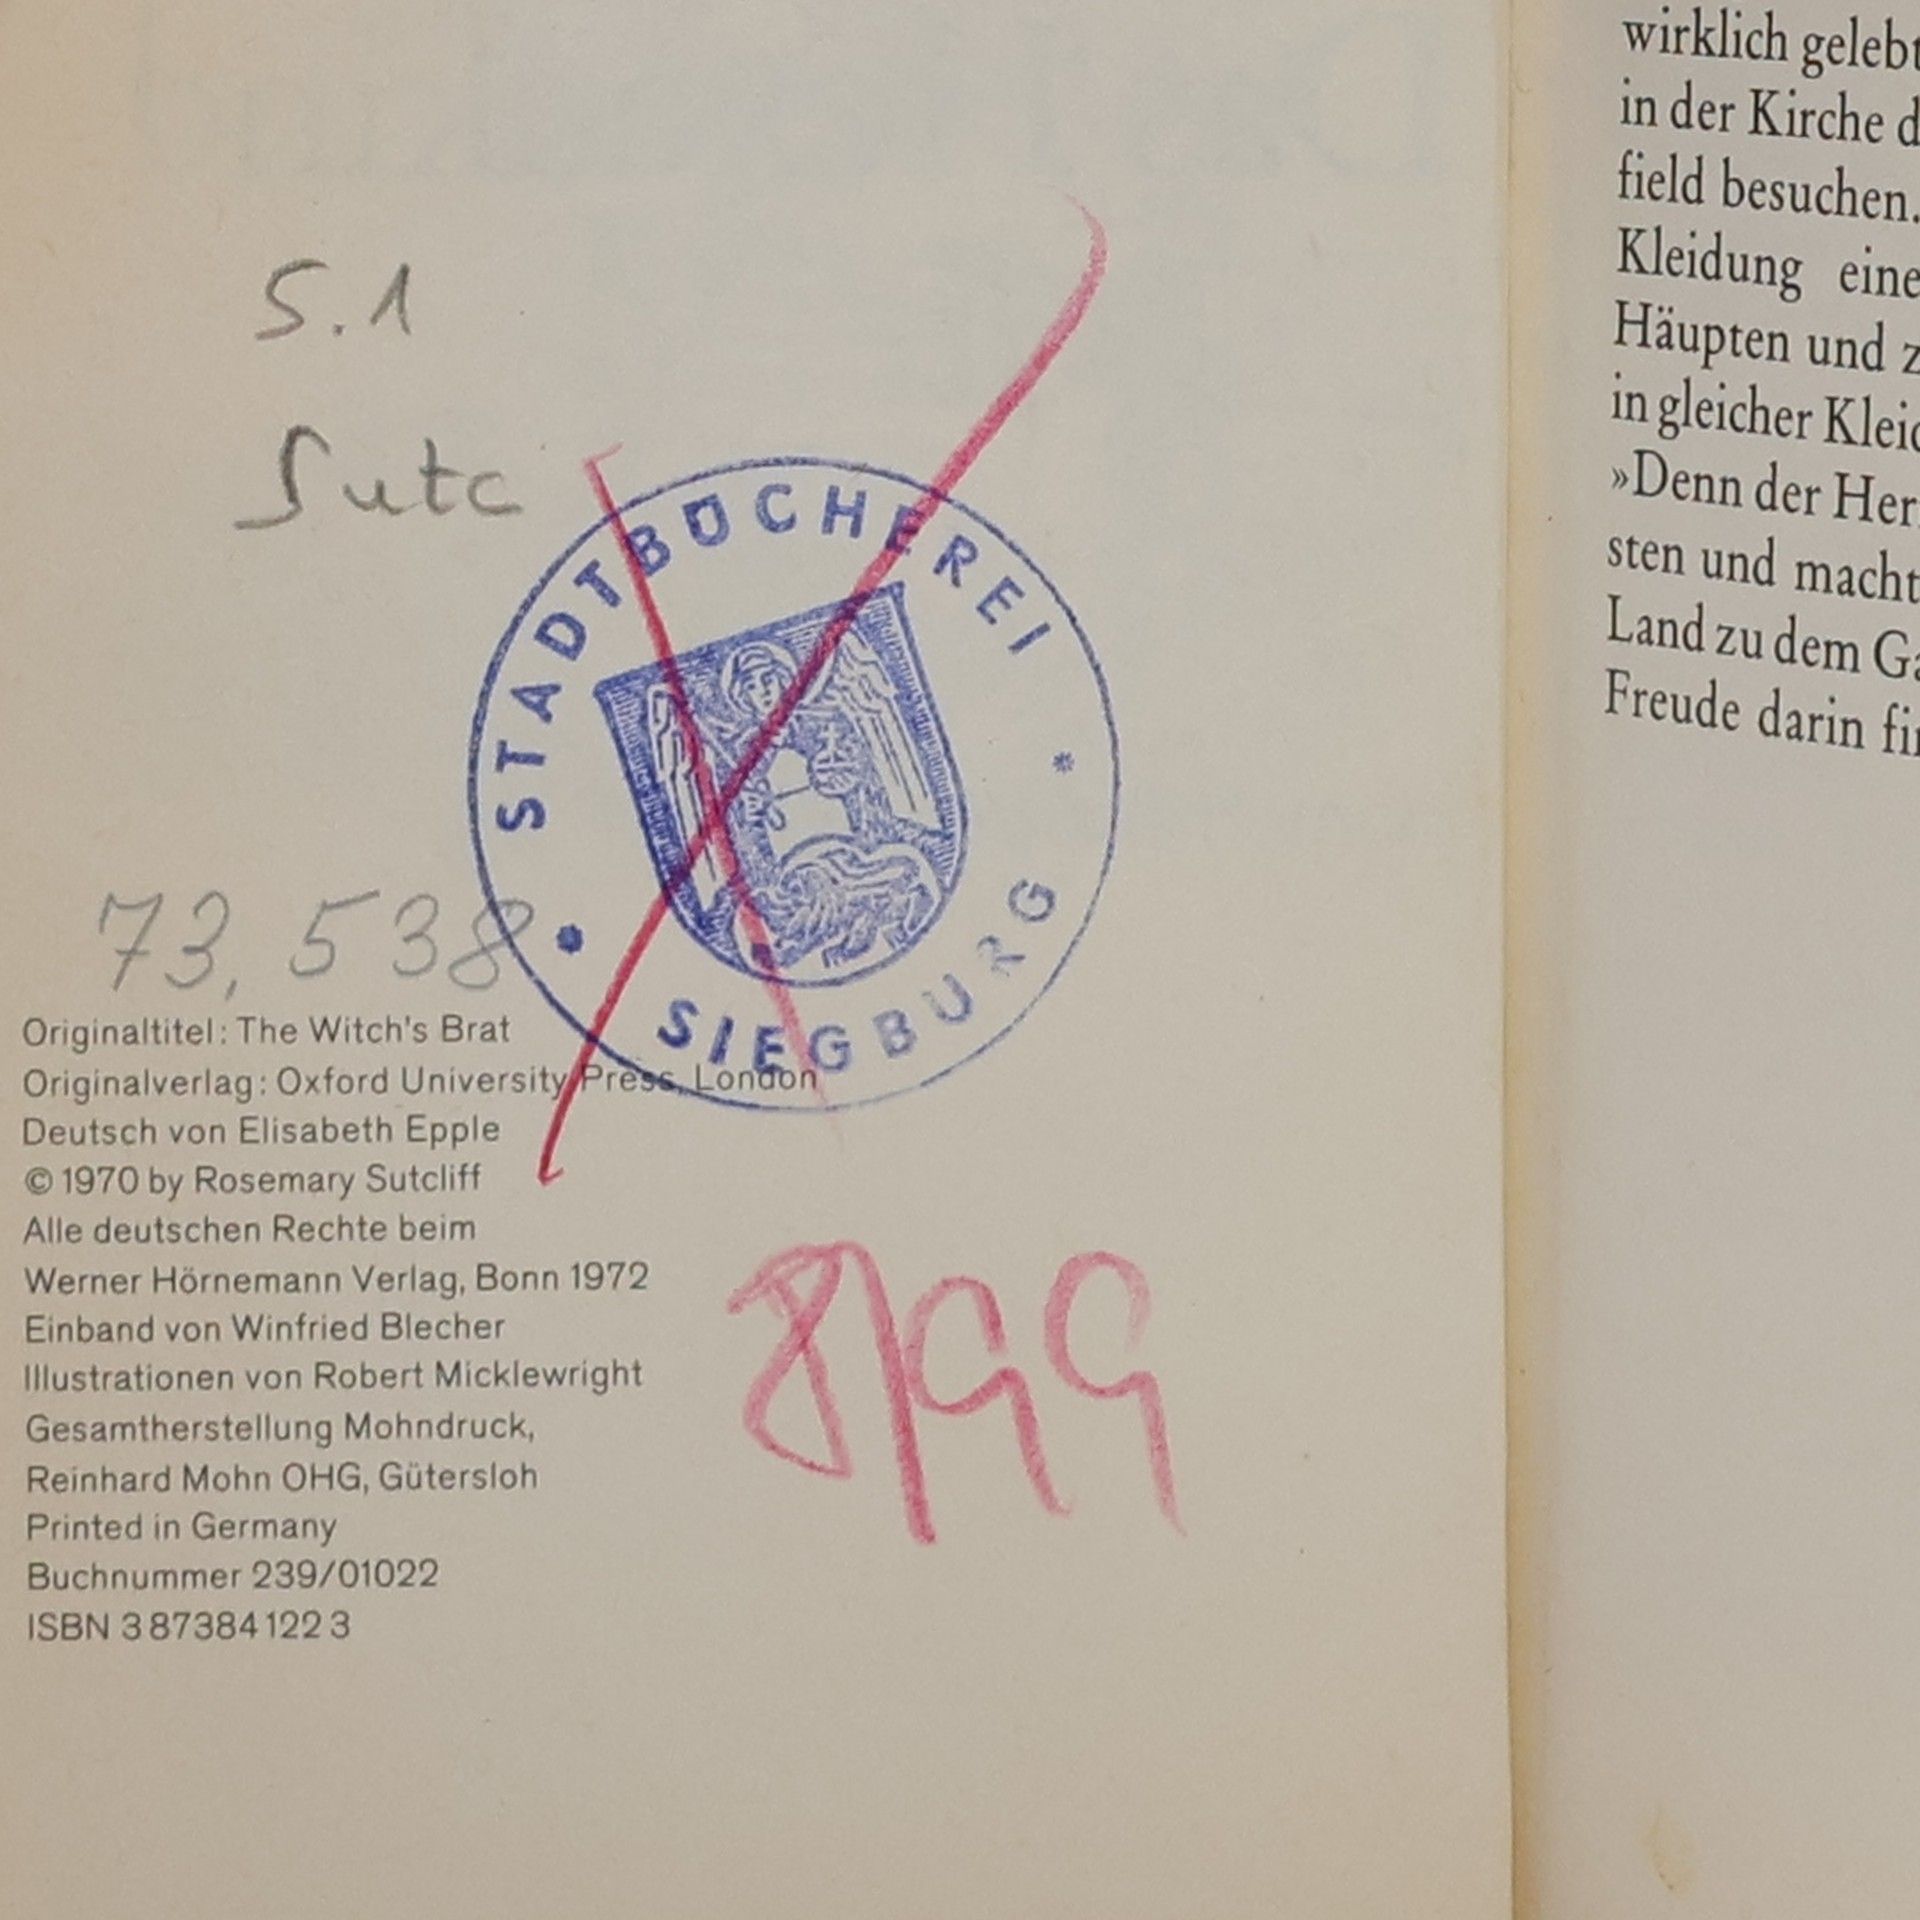 5.1
Sutc
STADTBÜCHEREI
SIEGBURG
73, 538
Originaltitel: The Witch's Brat
Originalverlag: Oxford University Press, London
Deutsch von Elisabeth Epple
© 1970 by Rosemary Sutcliff
Alle deutschen Rechte beim
Werner Hörnemann Verlag, Bonn 1972
Einband von Winfried Blecher
Illustrationen von Robert Micklewright
Gesamtherstellung Mohndruck,
Reinhard Mohn OHG, Gütersloh
Printed in Germany
Buchnummer 239/01022
ISBN 3 87384 122 3
8/99
wirklich gelebt
in der Kirche d
field besuchen.
Kleidung eine
Häupten und z
in gleicher Kleid
»Denn der Her
sten und macht
Land zu dem Ga
Freude darin fin